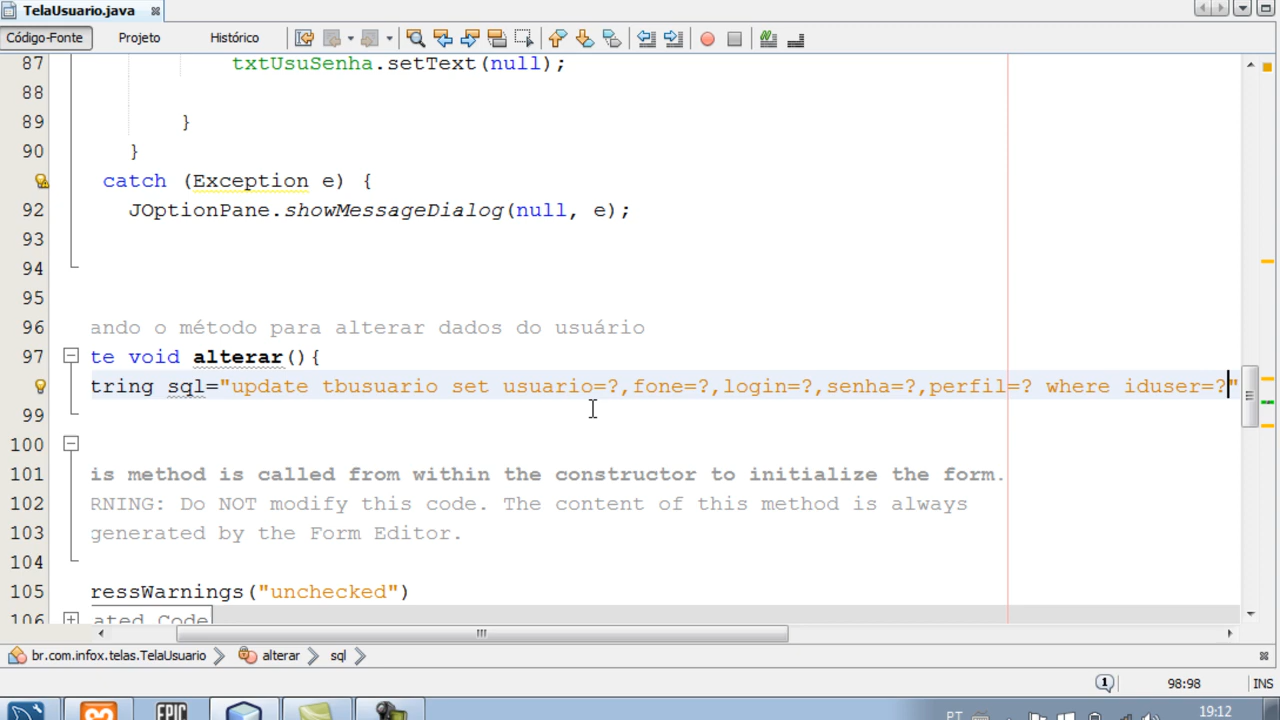 TelaUsuario.java
Código-Fonte Projeto Histórico
87 txtUsuSenha.setText(null);
88
89 }
90 }
catch (Exception e) {
92 JOptionPane.showMessageDialog(null, e);
93
94
95
96 ando o método para alterar dados do usuário
97 te void alterar(){
tring sql="update tbusuario set usuario=?,fone=?,login=?,senha=?,perfil=? where iduser=?"
99
100
101 is method is called from within the constructor to initialize the form.
102 RNING: Do NOT modify this code. The content of this method is always
103 generated by the Form Editor.
104
105 ressWarnings("unchecked")
106 ated Code
br.com.infox.telas.TelaUsuario alterar sql
1 98:98 INS
EPIC PT 19:12